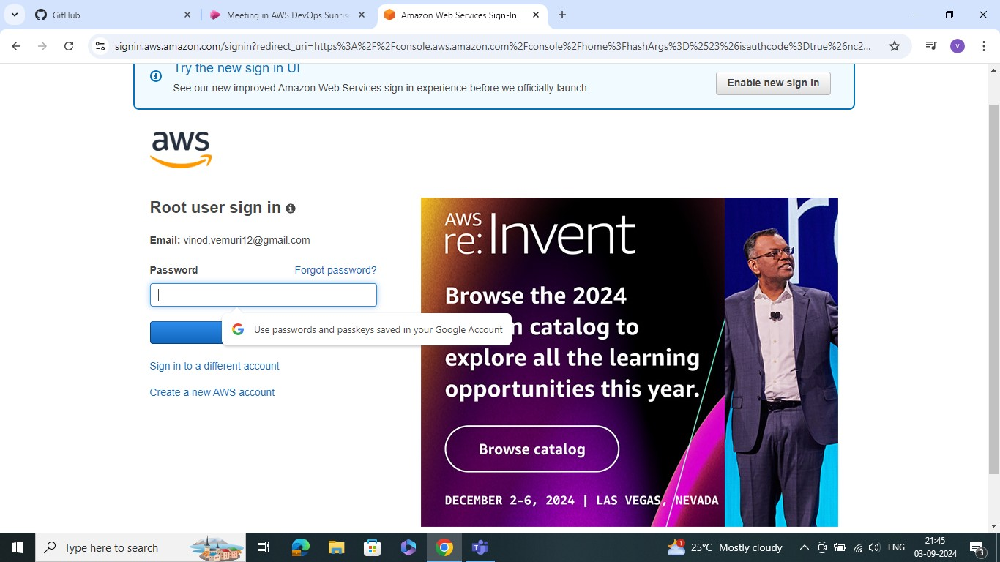 GitHub
Meeting in AWS DevOps Sunris
Amazon Web Services Sign-In
signin.aws.amazon.com/signin?redirect_uri=https%3A%2F%2Fconsole.aws.amazon.com%2Fconsole%2Fhome%3FhashArgs%3D%2523%26isauthcode%3Dtrue%26nc2...
V
Try the new sign in UI
See our new improved Amazon Web Services sign in experience before we officially launch.
Enable new sign in
aws
Root user sign in
Email: vinod.vemuri12@gmail.com
Password
Forgot password?
Use passwords and passkeys saved in your Google Account
Sign in to a different account
Create a new AWS account
AWS
re:Invent
Browse the 2024
n catalog to
explore all the learning
opportunities this year.
Browse catalog
DECEMBER 2–6, 2024 | LAS VEGAS, NEVADA
re
Type here to search
1
25°C Mostly cloudy
ENG
21:45
03-09-2024
3